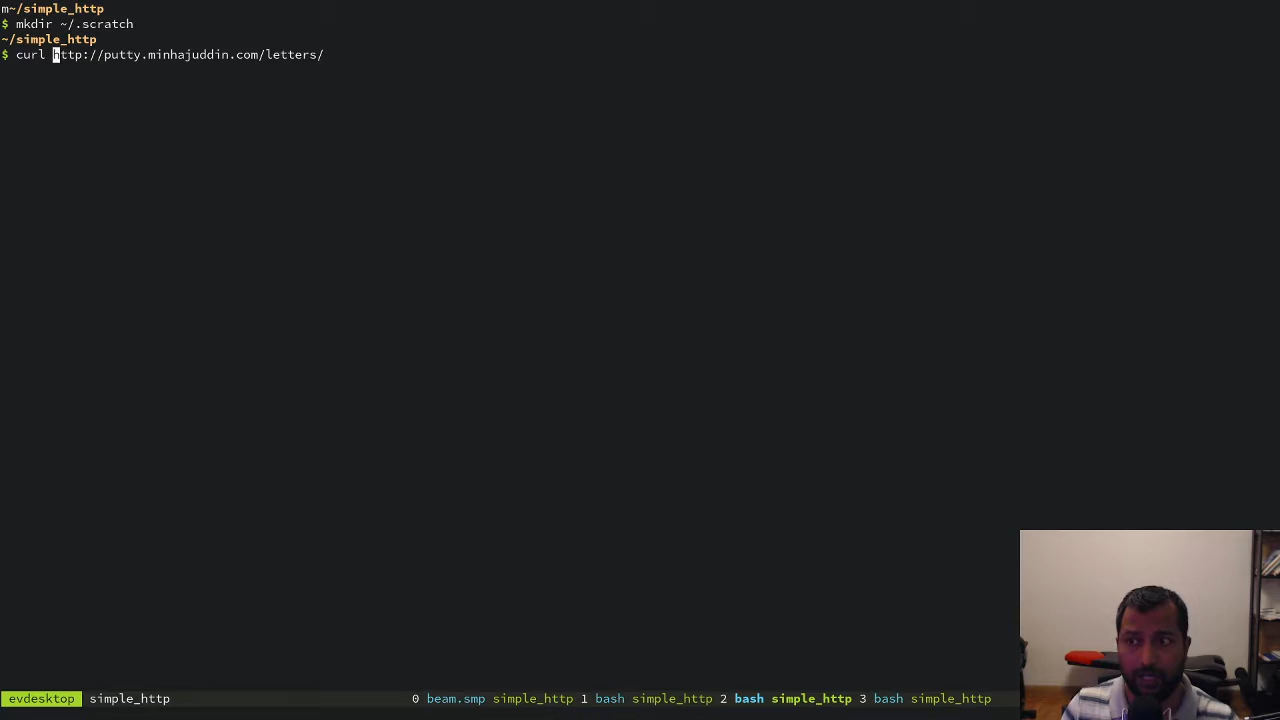 m~/simple_http
$ mkdir ~/.scratch
~/simple_http
$ curl http://putty.minhajuddin.com/letters/
evdesktop simple_http 0 beam.smp simple_http 1 bash simple_http 2 bash simple_http 3 bash simple_http